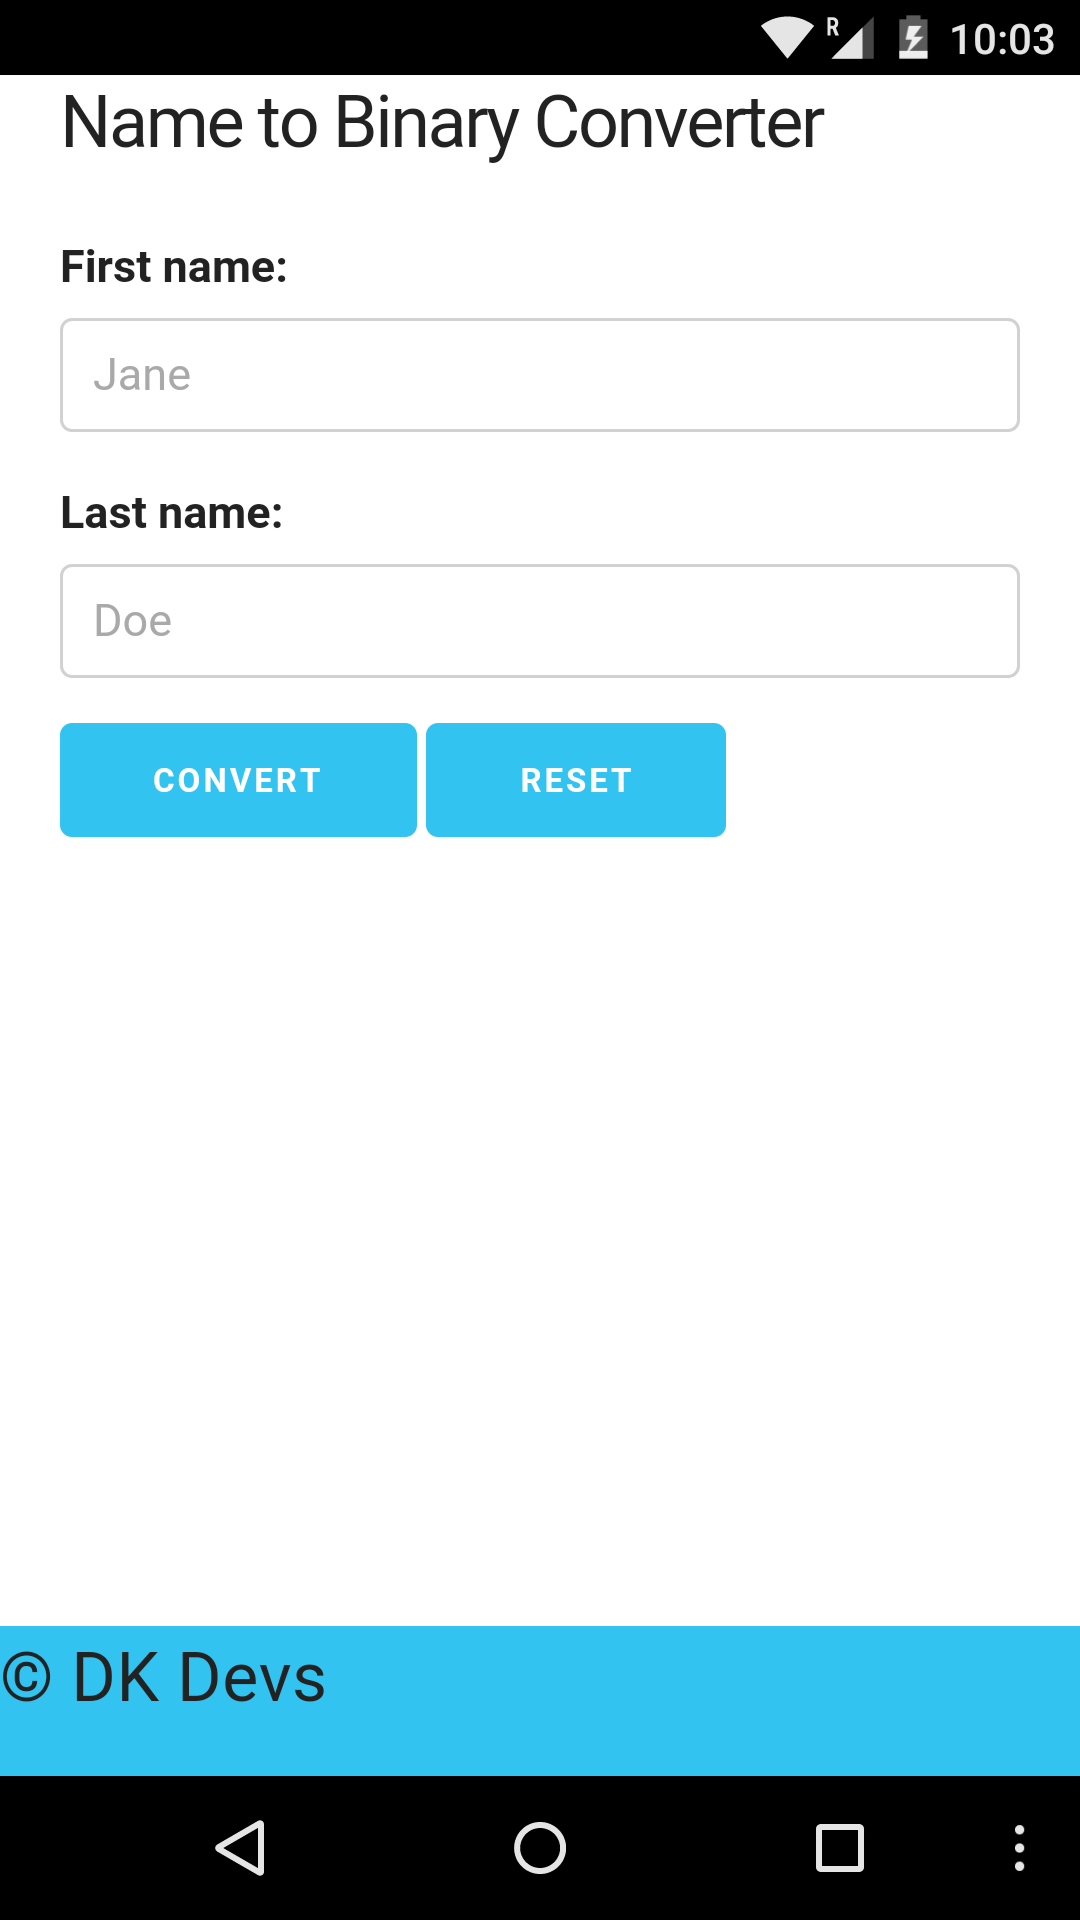 R 10:03
Name to Binary Converter
First name:
Jane
Last name:
Doe
CONVERT RESET
© DK Devs